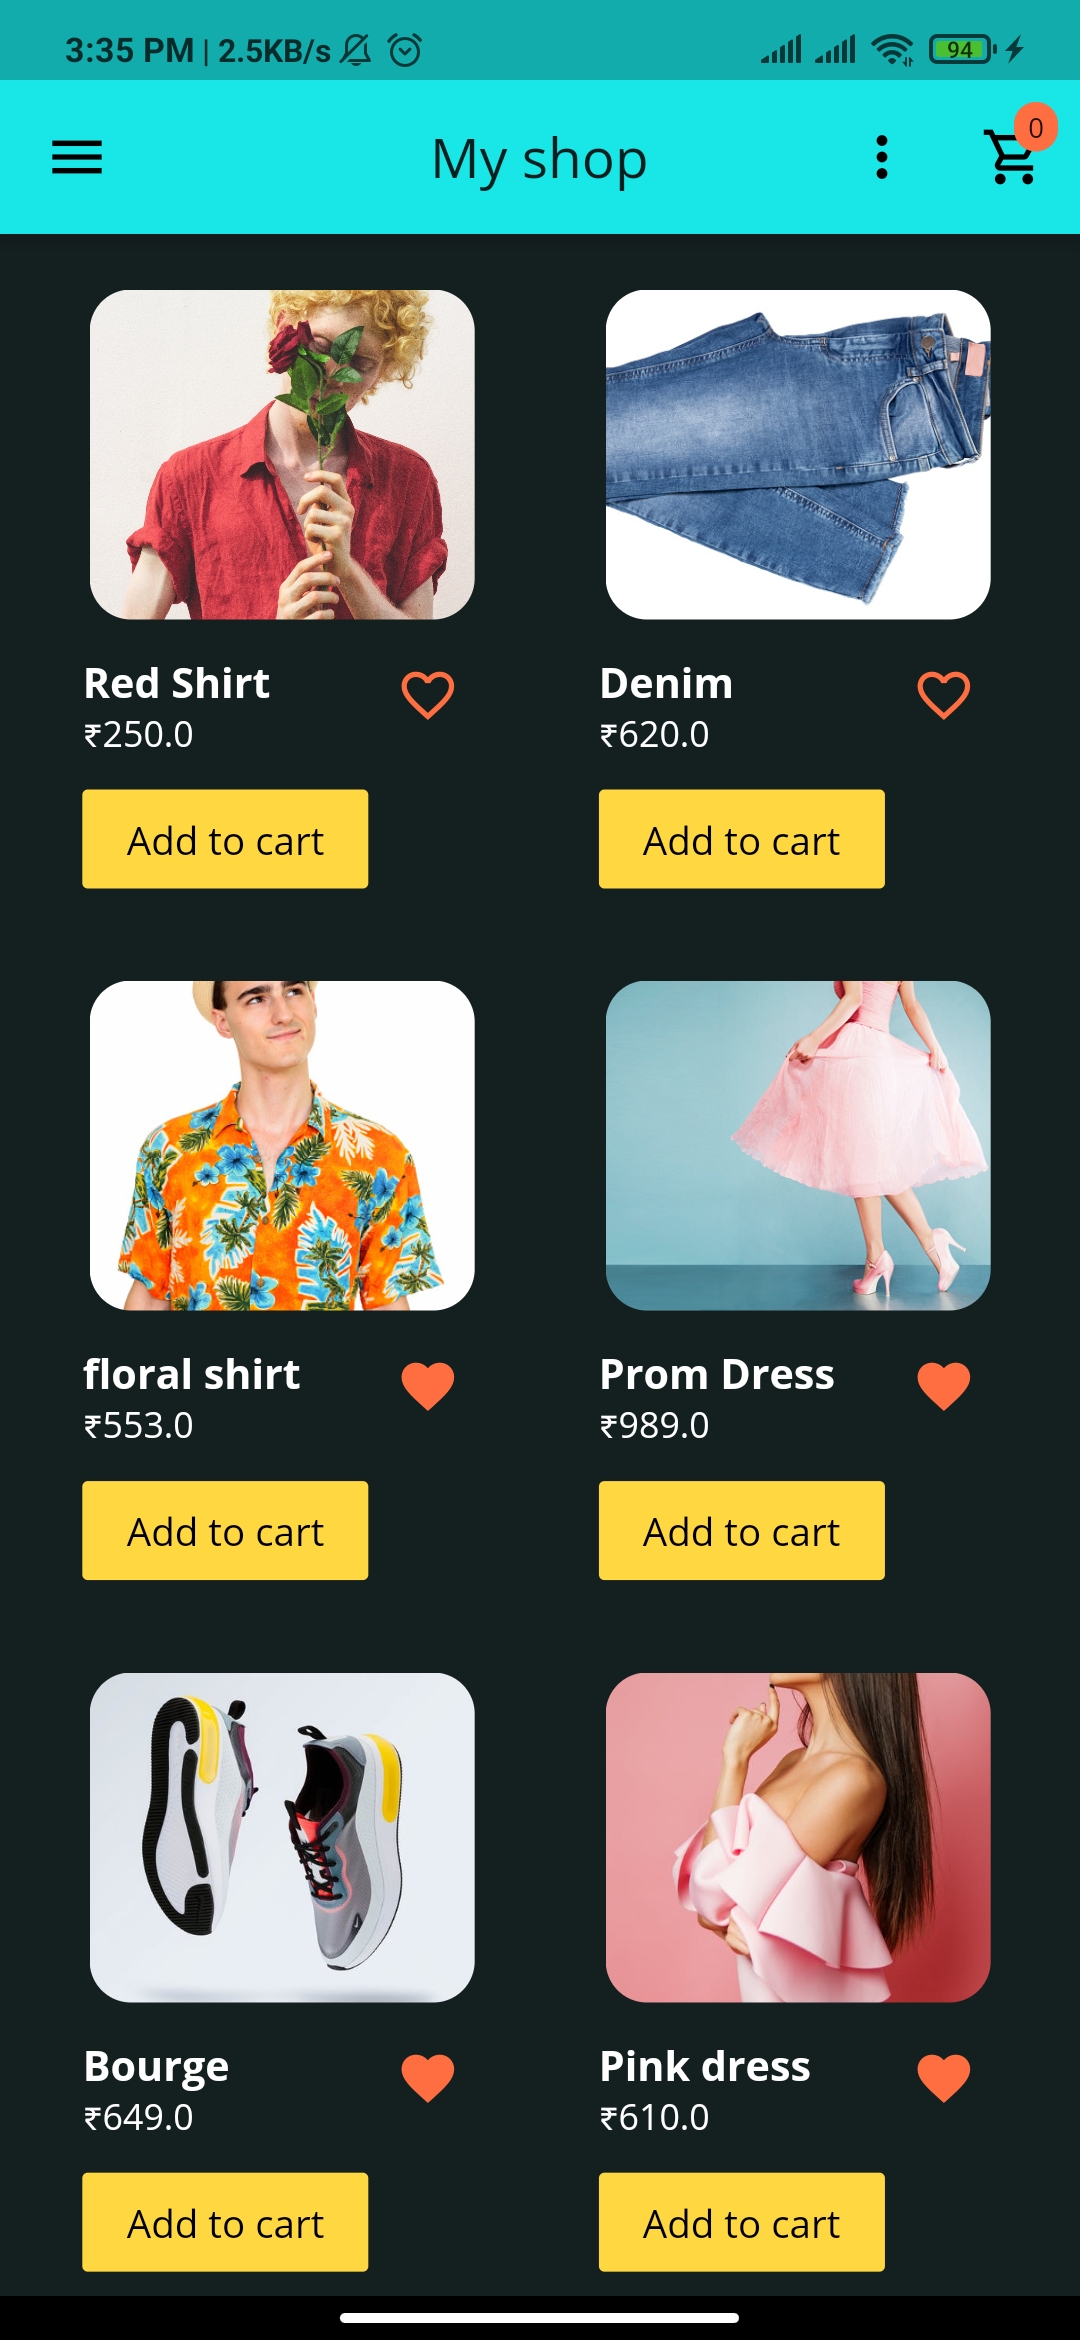 3:35 PM | 2.5KB/s
94
My shop
0
Red Shirt
₹250.0
Add to cart
Denim
₹620.0
Add to cart
floral shirt
₹553.0
Add to cart
Prom Dress
₹989.0
Add to cart
Bourge
₹649.0
Add to cart
Pink dress
₹610.0
Add to cart